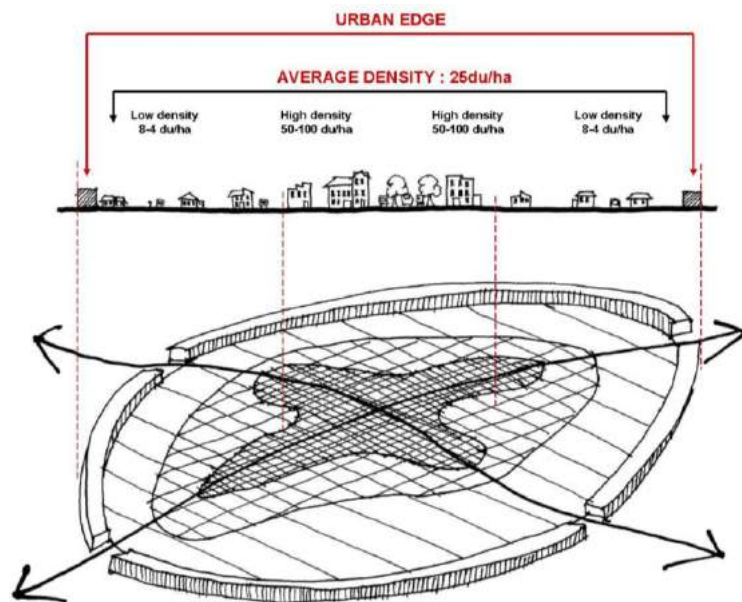 URBAN EDGE
AVERAGE DENSITY : 25du/ha
Low density
8-4 du/ha
High density
50-100 du/ha
High density
50-100 du/ha
Low density
8-4 du/ha